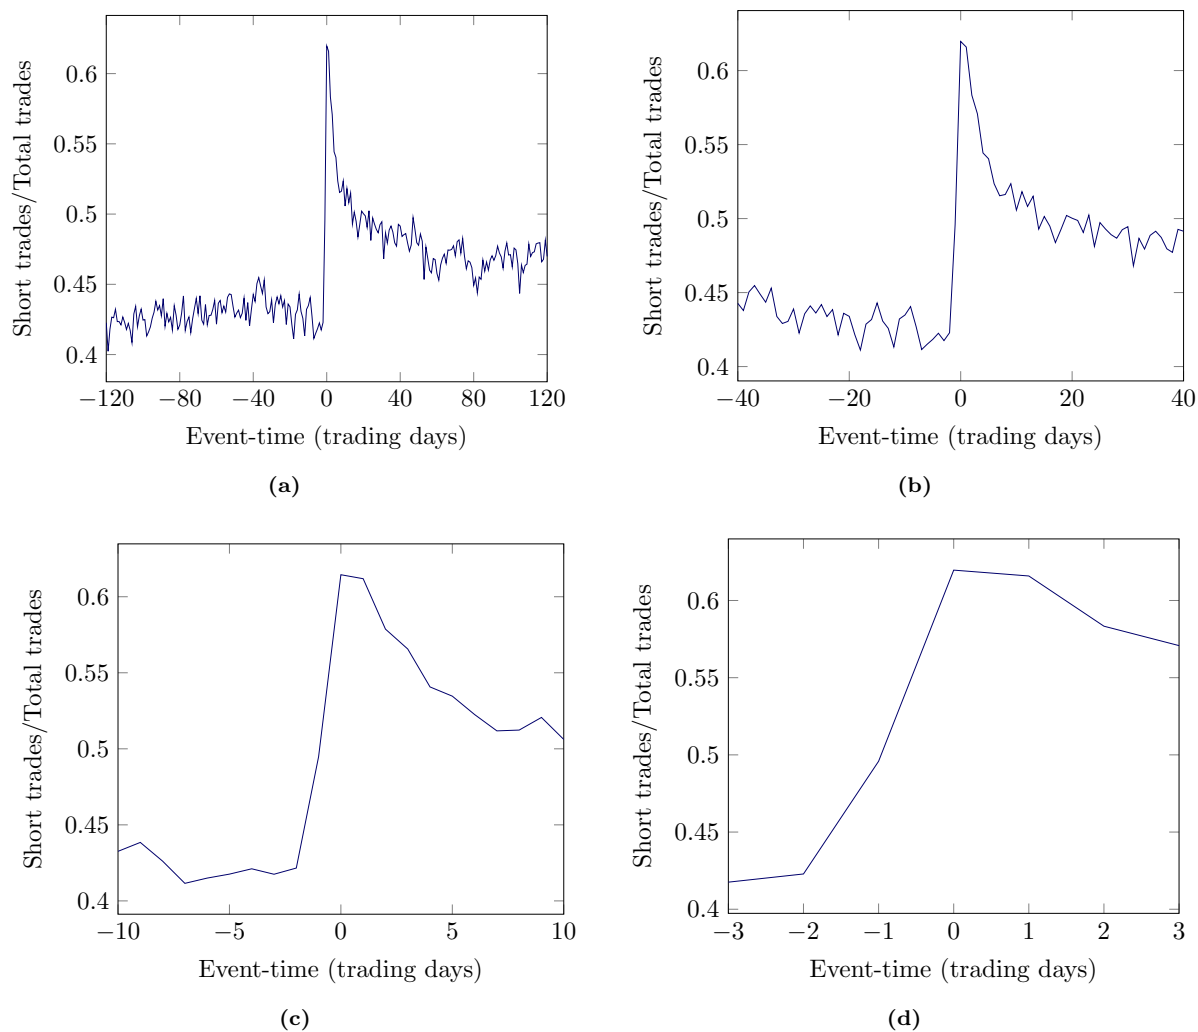 Short trades/Total trades
0.6
0.55
0.5
0.45
0.4
−120 −80 −40 0 40 80 120
Event-time (trading days)
(a)
Short trades/Total trades
0.6
0.55
0.5
0.45
0.4
−40 −20 0 20 40
Event-time (trading days)
(b)
Short trades/Total trades
0.6
0.55
0.5
0.45
0.4
−10 −5 0 5 10
Event-time (trading days)
(c)
Short trades/Total trades
0.6
0.55
0.5
0.45
0.4
−3 −2 −1 0 1 2 3
Event-time (trading days)
(d)